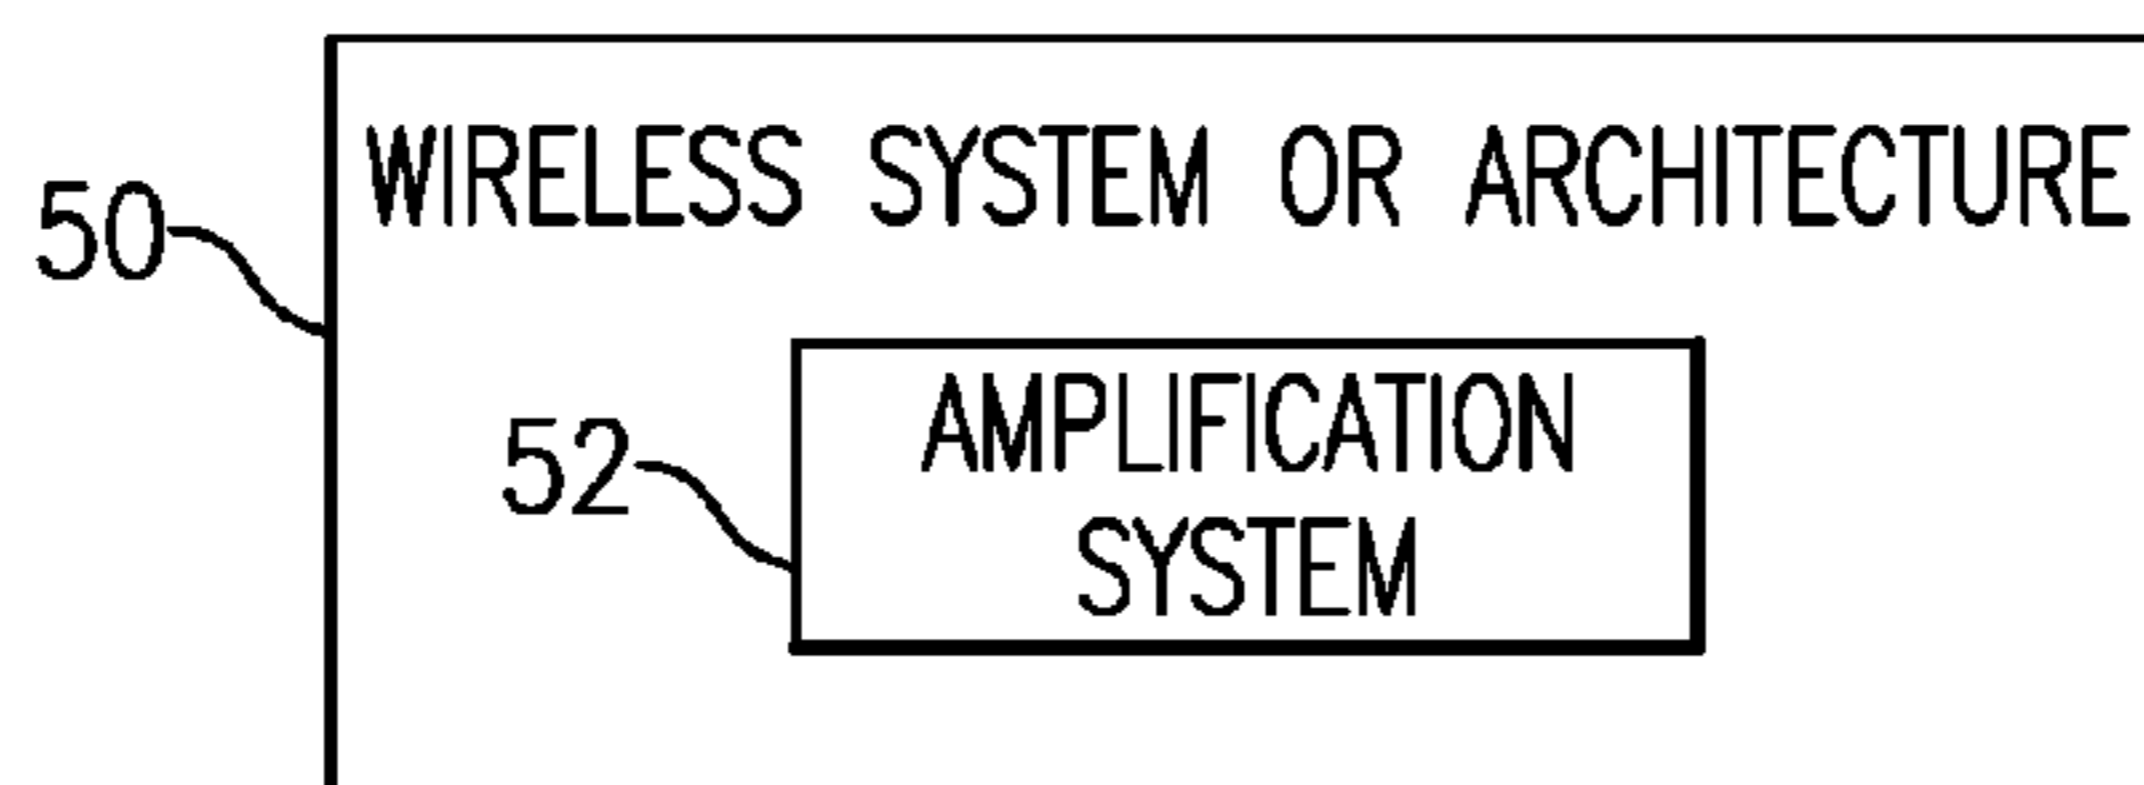 WIRELESS SYSTEM OR ARCHITECTURE
50
AMPLIFICATION
52
SYSTEM